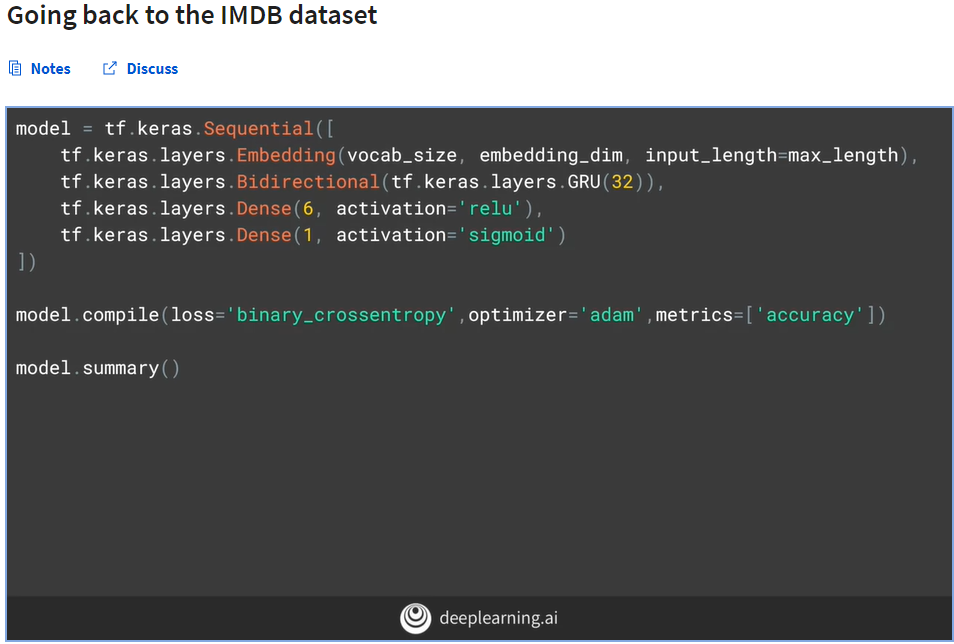 Going back to the IMDB dataset
Notes Discuss
model = tf.keras.Sequential([
    tf.keras.layers.Embedding(vocab_size, embedding_dim, input_length=max_length),
    tf.keras.layers.Bidirectional(tf.keras.layers.GRU(32)),
    tf.keras.layers.Dense(6, activation='relu'),
    tf.keras.layers.Dense(1, activation='sigmoid')
])
model.compile(loss='binary_crossentropy',optimizer='adam',metrics=['accuracy'])
model.summary()
deeplearning.ai